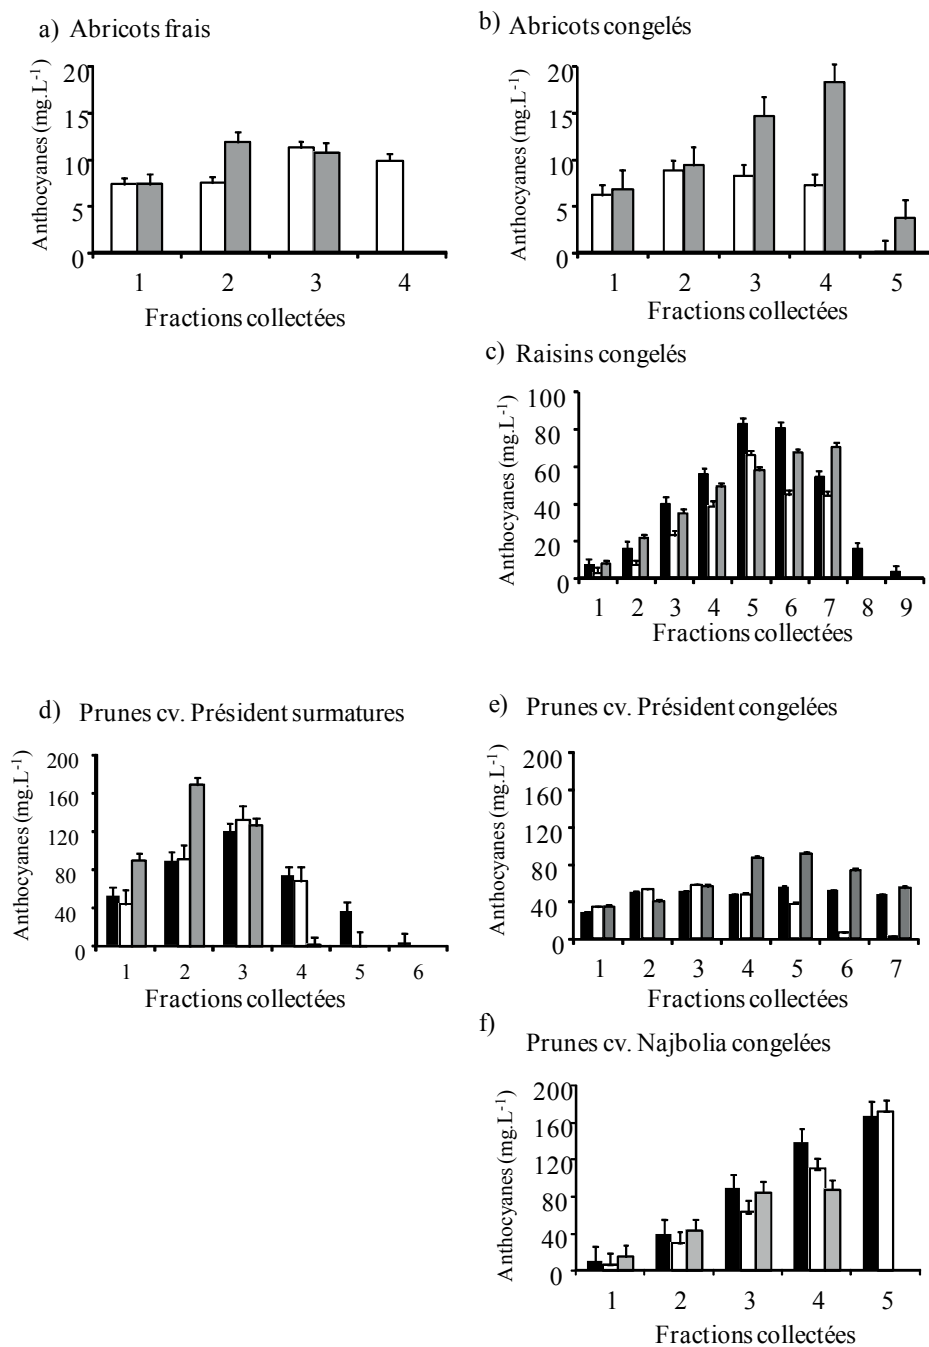 a) Abricots frais
Anthocyanes (mg.L-1)
20
15
10
5
0
1 2 3 4
Fractions collectées
b) Abricots congelés
Anthocyanes (mg.L-1)
20
15
10
5
0
1 2 3 4 5
Fractions collectées
c) Raisins congelés
Anthocyanes (mg.L-1)
100
80
60
40
20
0
1 2 3 4 5 6 7 8 9
Fractions collectées
d) Prunes cv. Président surmatures
Anthocyanes (mg.L-1)
200
160
120
80
40
0
1 2 3 4 5 6
Fractions collectées
e) Prunes cv. Président congelées
Anthocyanes (mg.L-1)
200
160
120
80
40
0
1 2 3 4 5 6 7
Fractions collectées
f) Prunes cv. Najbolia congelées
Anthocyanes (mg.L-1)
200
160
120
80
40
0
1 2 3 4 5
Fractions collectées